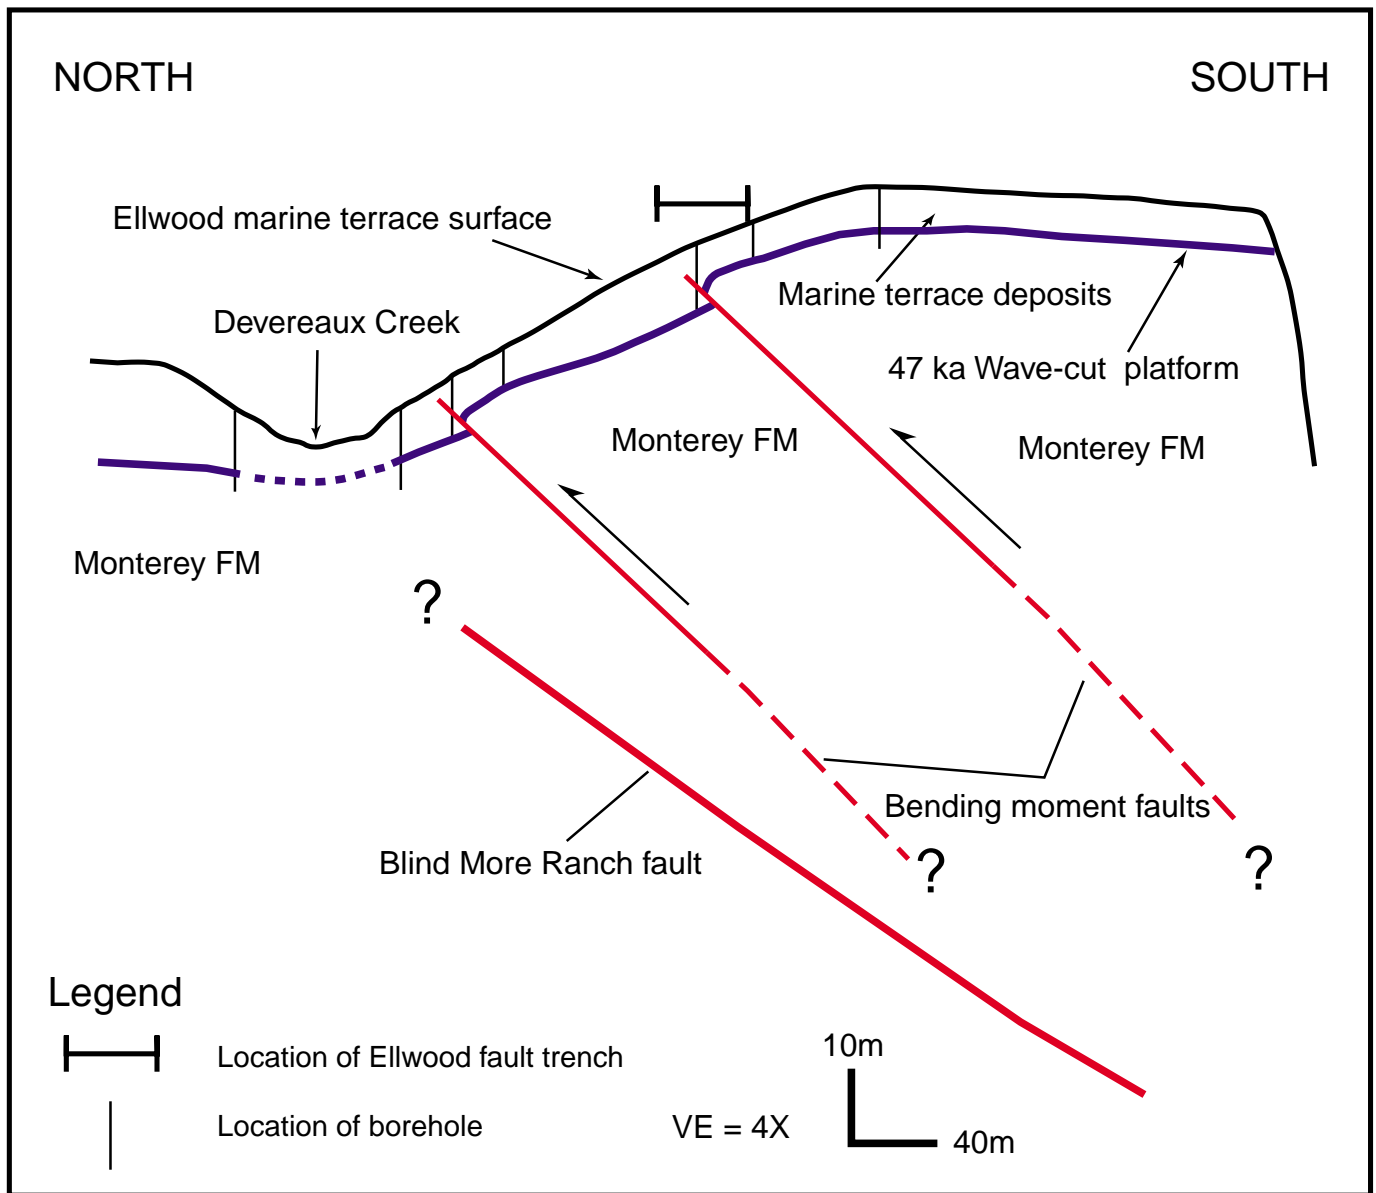 NORTH
SOUTH
Ellwood marine terrace surface
Devereaux Creek
Marine terrace deposits
47 ka Wave-cut platform
Monterey FM
Monterey FM
Monterey FM
?
Bending moment faults
Blind More Ranch fault
?
?
Legend
Location of Ellwood fault trench
Location of borehole
VE = 4X
10m
40m